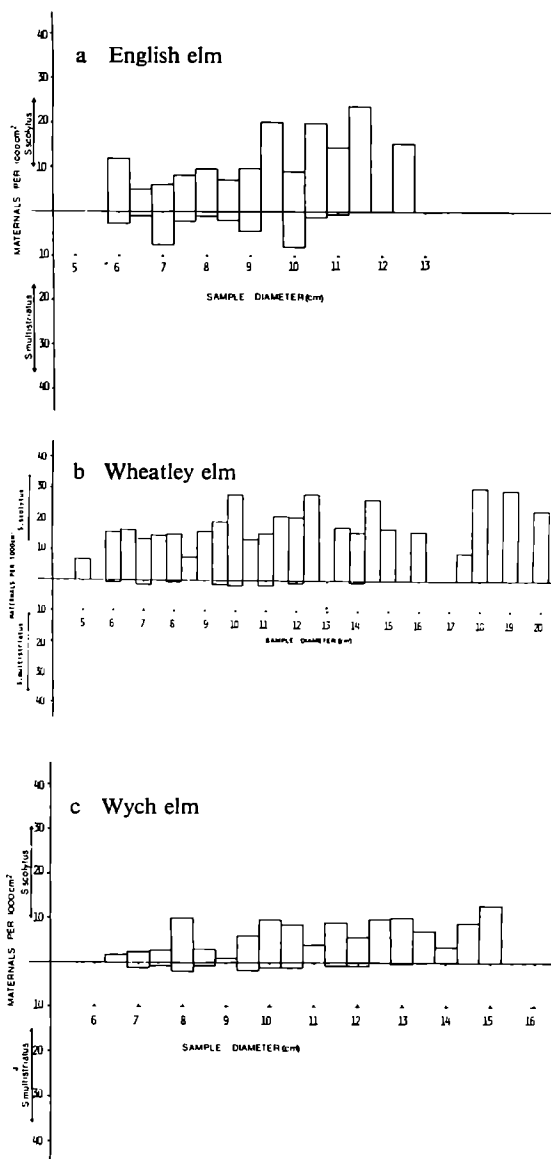 a English elm
40
30
20
10
10
20
30
40
MATERNALS PER 1000cm²
S.scolytus
S.multistriatus
5 6 7 8 9 10 11 12 13
SAMPLE DIAMETER(cm)
b Wheatley elm
40
30
20
10
10
20
30
40
MATERNALS PER 1000cm²
S.scolytus
S.multistriatus
5 6 7 8 9 10 11 12 13 14 15 16 17 18 19 20
SAMPLE DIAMETER(cm)
c Wych elm
40
30
20
10
10
20
30
40
MATERNALS PER 1000cm²
S.scolytus
S.multistriatus
6 7 8 9 10 11 12 13 14 15 16
SAMPLE DIAMETER(cm)